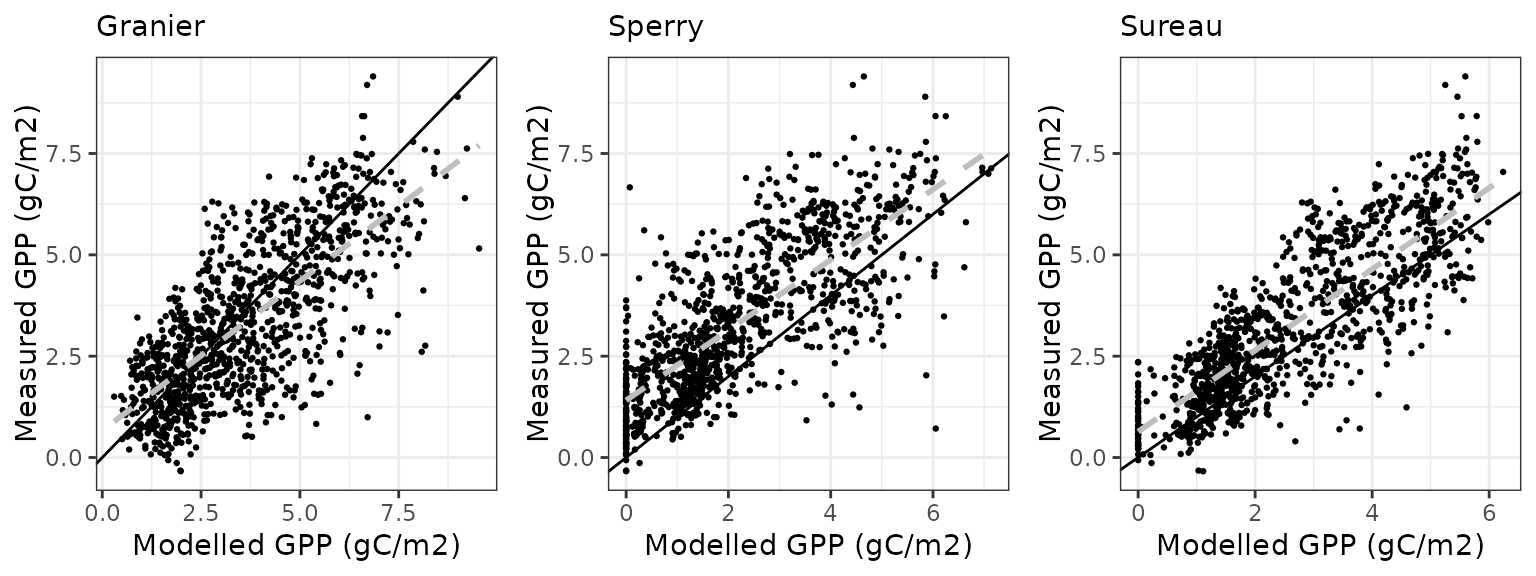 Granier
Measured GPP (gC/m2)
7.5
5.0
2.5
0.0
0.0 2.5 5.0 7.5
Modelled GPP (gC/m2)
Sperry
Measured GPP (gC/m2)
7.5
5.0
2.5
0.0
0 2 4 6
Modelled GPP (gC/m2)
Sureau
Measured GPP (gC/m2)
7.5
5.0
2.5
0.0
0 2 4 6
Modelled GPP (gC/m2)